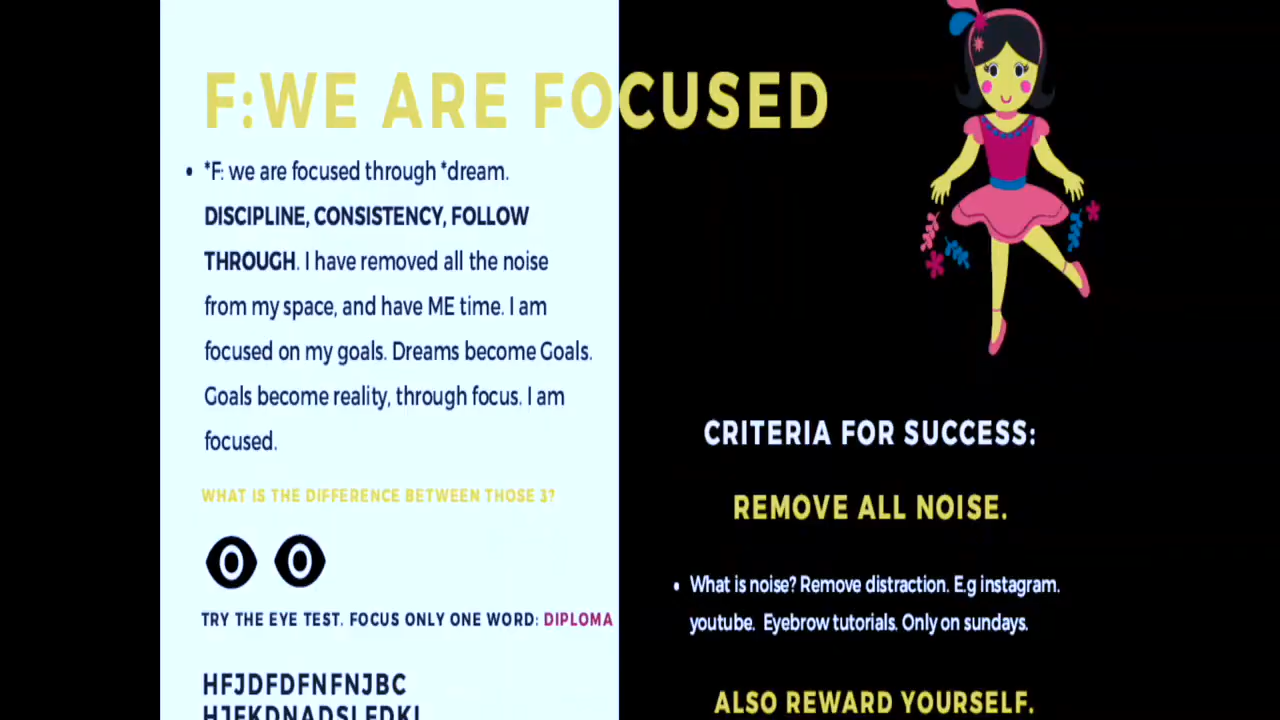 F:WE ARE FOCUSED
• *F: we are focused through *dream.
DISCIPLINE, CONSISTENCY, FOLLOW
THROUGH. I have removed all the noise
from my space, and have ME time. I am
focused on my goals. Dreams become Goals.
Goals become reality, through focus. I am
focused.
WHAT IS THE DIFFERENCE BETWEEN THOSE 3?
TRY THE EYE TEST. FOCUS ONLY ONE WORD: DIPLOMA
HFJDFDFNFNJBC
CRITERIA FOR SUCCESS:
REMOVE ALL NOISE.
• What is noise? Remove distraction. E.g instagram.
youtube. Eyebrow tutorials. Only on sundays.
ALSO REWARD YOURSELF.